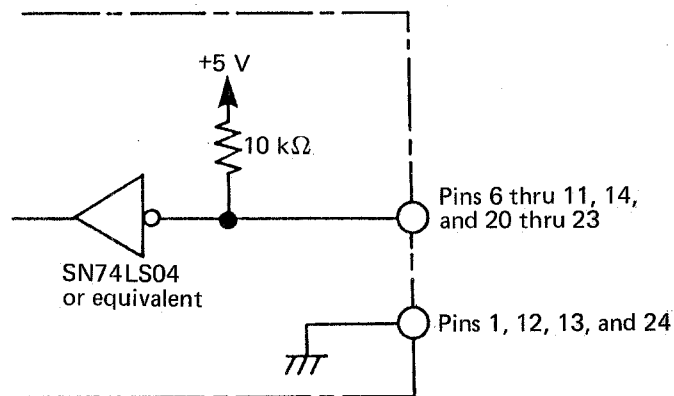 +5 V
10 kΩ
Pins 6 thru 11, 14,
and 20 thru 23
SN74LS04
or equivalent
Pins 1, 12, 13, and 24